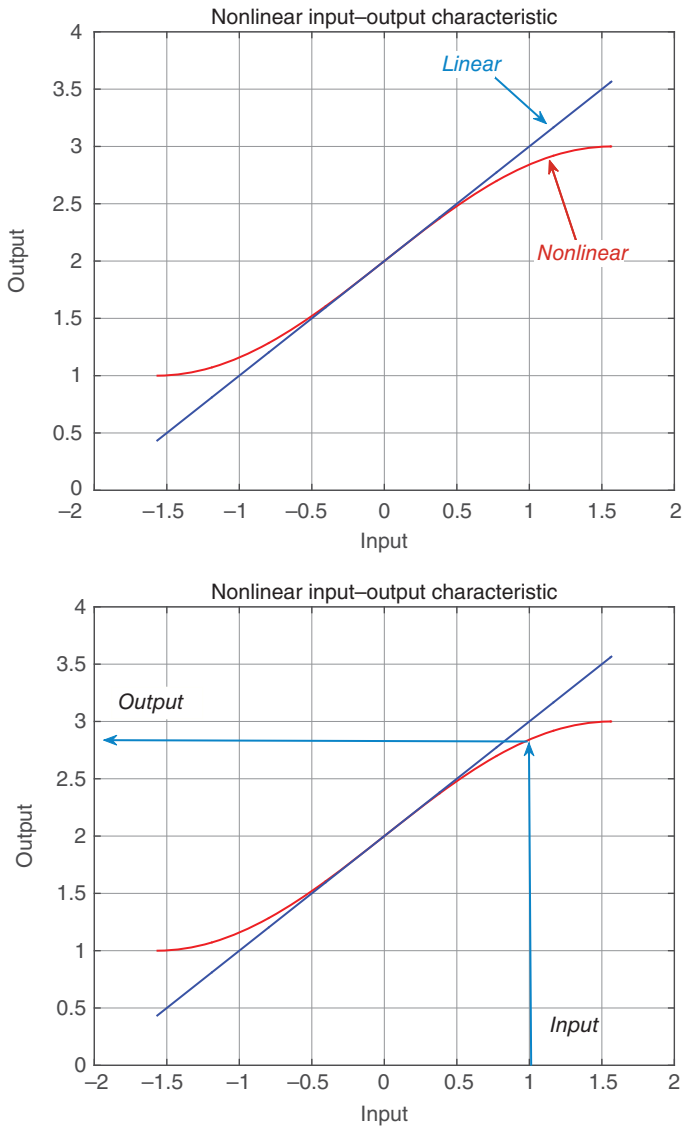 Nonlinear input–output characteristic
4
3.5
3
2.5
2
1.5
1
0.5
0
Output
Linear
Nonlinear
–2 –1.5 –1 –0.5 0 0.5 1 1.5 2
Input
Nonlinear input–output characteristic
4
3.5
3
2.5
2
1.5
1
0.5
0
Output
Output
Input
–2 –1.5 –1 –0.5 0 0.5 1 1.5 2
Input